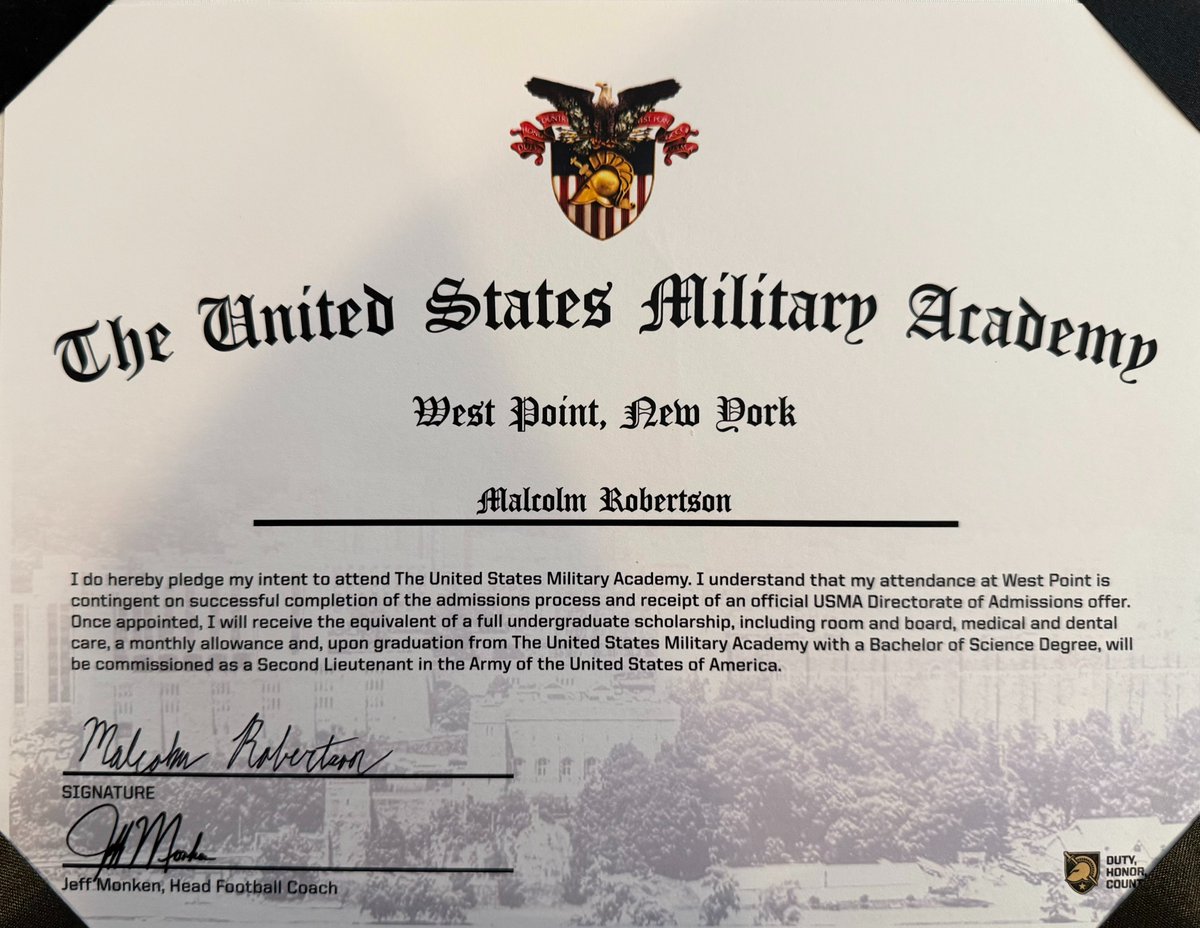 The United States Military Academy
West Point, New York
Malcolm Robertson
I do hereby pledge my intent to attend The United States Military Academy. I understand that my attendance at West Point is
contingent on successful completion of the admissions process and receipt of an official USMA Directorate of Admissions offer.
Once appointed, I will receive the equivalent of a full undergraduate scholarship, including room and board, medical and dental
care, a monthly allowance and, upon graduation from The United States Military Academy with a Bachelor of Science Degree, will
be commissioned as a Second Lieutenant in the Army of the United States of America.
Malcolm Robertson
SIGNATURE
Jeff Monken
Jeff Monken, Head Football Coach
DUTY,
HONOR,
COUNT